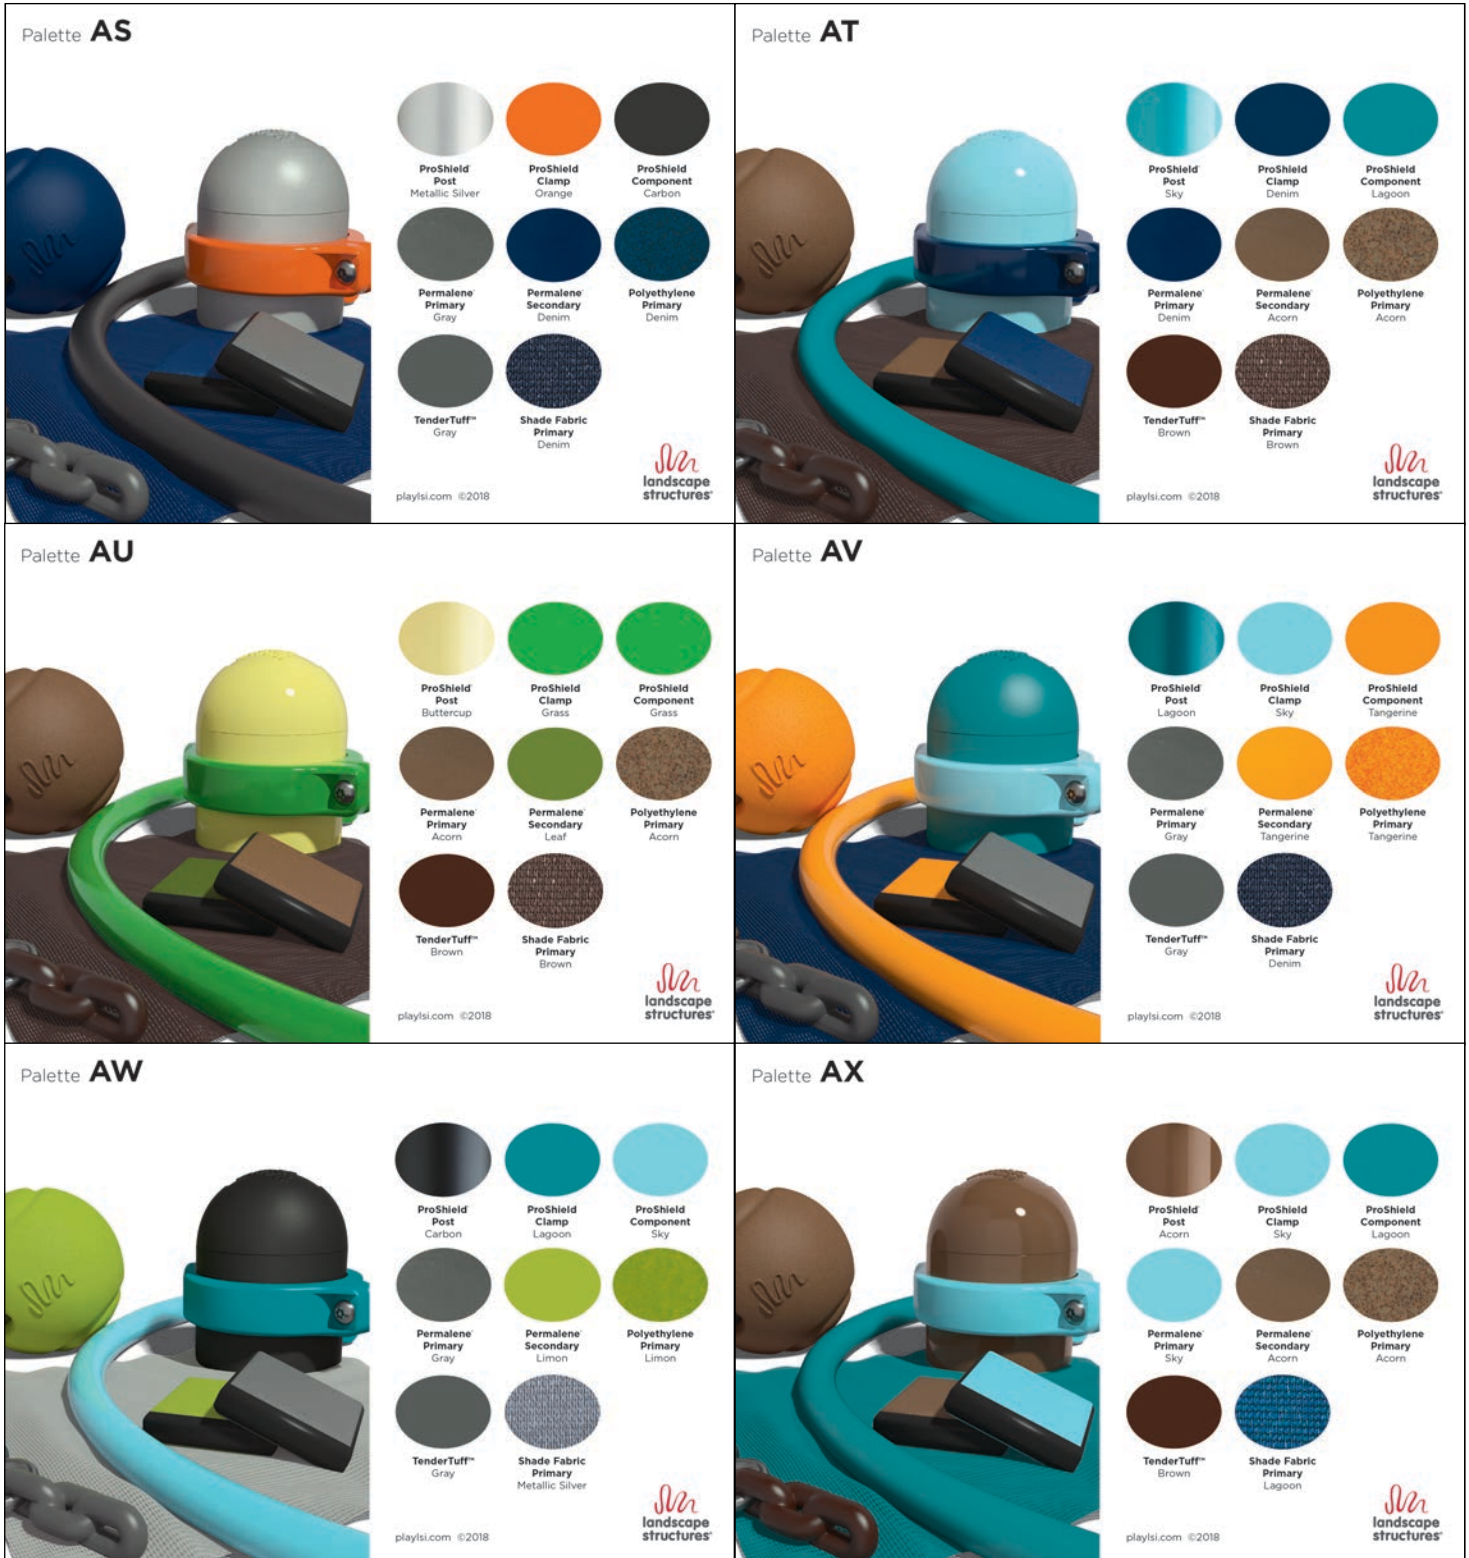 Palette AS
ProShield®
Post
Metallic Silver
ProShield
Clamp
Orange
ProShield
Component
Carbon
Permalene®
Primary
Gray
Permalene®
Secondary
Denim
Polyethylene
Primary
Denim
TenderTuff™
Gray
Shade Fabric
Primary
Denim
playlsi.com ©2018
landscape
structures®
Palette AT
ProShield®
Post
Sky
ProShield
Clamp
Denim
ProShield
Component
Lagoon
Permalene®
Primary
Denim
Permalene®
Secondary
Acorn
Polyethylene
Primary
Acorn
TenderTuff™
Brown
Shade Fabric
Primary
Brown
playlsi.com ©2018
landscape
structures®
Palette AU
ProShield®
Post
Buttercup
ProShield
Clamp
Grass
ProShield
Component
Grass
Permalene®
Primary
Acorn
Permalene®
Secondary
Leaf
Polyethylene
Primary
Acorn
TenderTuff™
Brown
Shade Fabric
Primary
Brown
playlsi.com ©2018
landscape
structures®
Palette AV
ProShield®
Post
Lagoon
ProShield
Clamp
Sky
ProShield
Component
Tangerine
Permalene®
Primary
Gray
Permalene®
Secondary
Tangerine
Polyethylene
Primary
Tangerine
TenderTuff™
Gray
Shade Fabric
Primary
Denim
playlsi.com ©2018
landscape
structures®
Palette AW
ProShield®
Post
Carbon
ProShield
Clamp
Lagoon
ProShield
Component
Sky
Permalene®
Primary
Gray
Permalene®
Secondary
Limon
Polyethylene
Primary
Limon
TenderTuff™
Gray
Shade Fabric
Primary
Metallic Silver
playlsi.com ©2018
landscape
structures®
Palette AX
ProShield®
Post
Acorn
ProShield
Clamp
Sky
ProShield
Component
Lagoon
Permalene®
Primary
Sky
Permalene®
Secondary
Acorn
Polyethylene
Primary
Acorn
TenderTuff™
Brown
Shade Fabric
Primary
Lagoon
playlsi.com ©2018
landscape
structures®